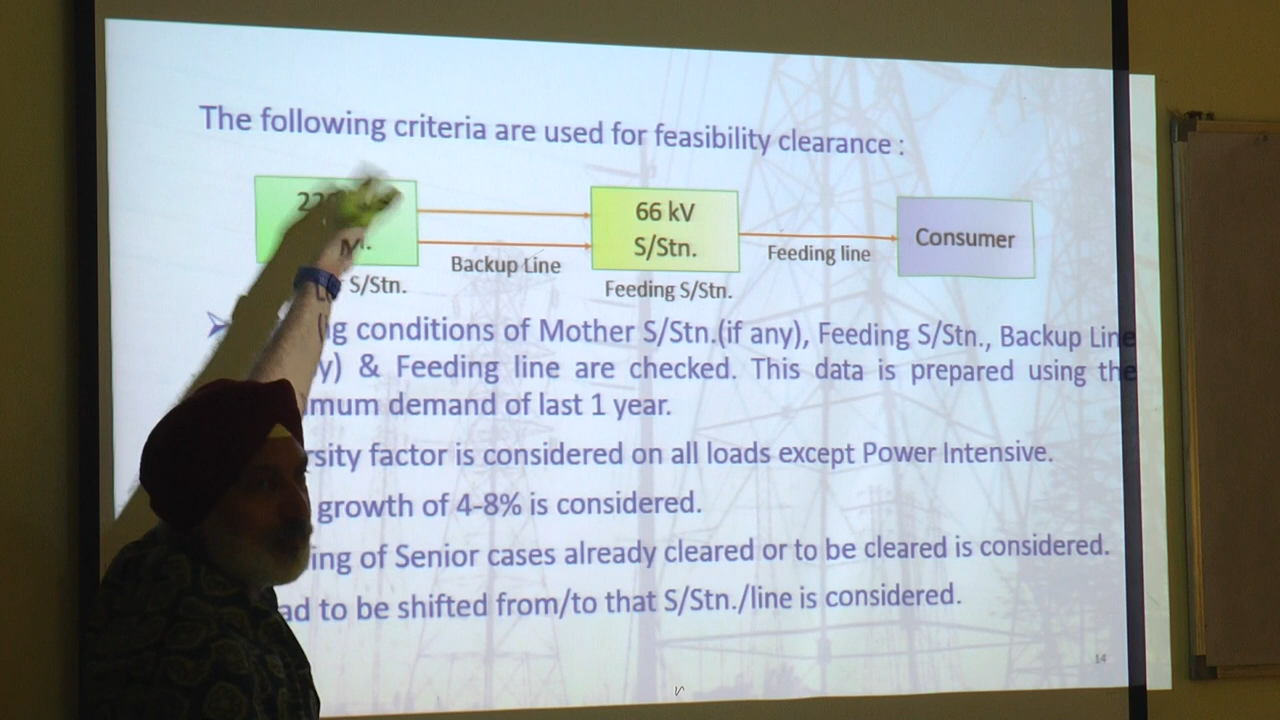 The following criteria are used for feasibility clearance :
66 kV
S/Stn.
Consumer
Backup Line
Feeding line
S/Stn.
Feeding S/Stn.
conditions of Mother S/Stn.(if any), Feeding S/Stn., Backup Line
& Feeding line are checked. This data is prepared using the
demand of last 1 year.
factor is considered on all loads except Power Intensive.
growth of 4-8% is considered.
of Senior cases already cleared or to be cleared is considered.
to be shifted from/to that S/Stn./line is considered.
14